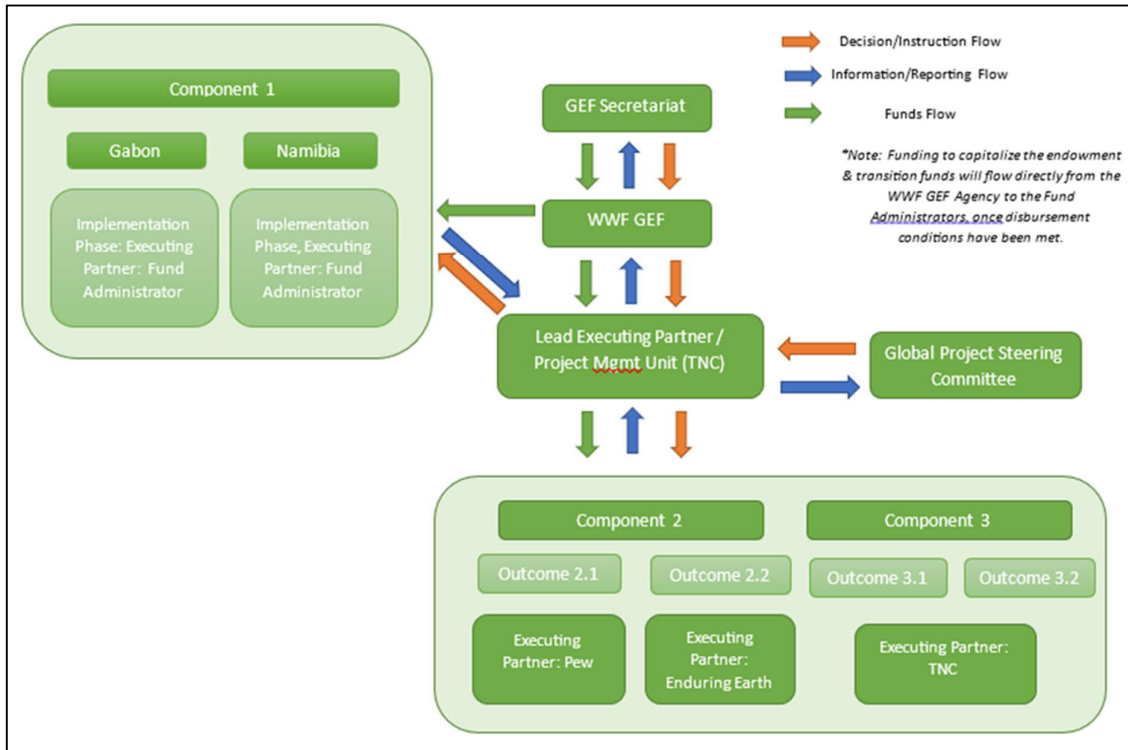 Component 1
Gabon
Namibia
Implementation
Phase: Executing
Partner: Fund
Administrator
Implementation
Phase, Executing
Partner: Fund
Administrator
GEF Secretariat
WWF GEF
Lead Executing Partner /
Project Mgmt Unit (TNC)
Global Project Steering
Committee
Decision/Instruction Flow
Information/Reporting Flow
Funds Flow
*Note: Funding to capitalize the endowment
& transition funds will flow directly from the
WWF GEF Agency to the Fund
Administrators, once disbursement
conditions have been met.
Component 2
Component 3
Outcome 2.1
Outcome 2.2
Outcome 3.1
Outcome 3.2
Executing
Partner: Pew
Executing
Partner:
Enduring Earth
Executing Partner:
TNC